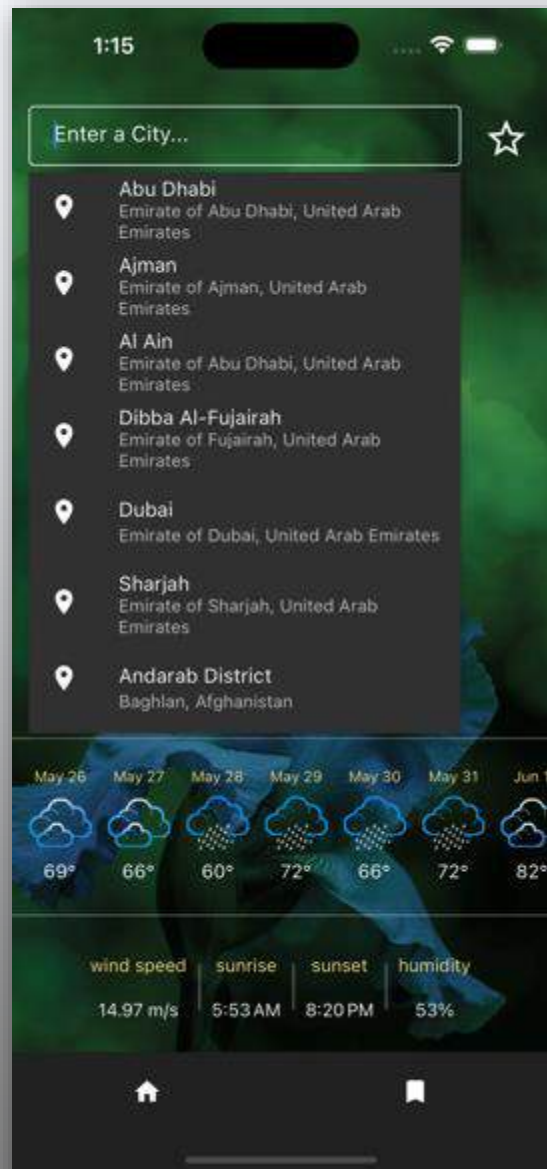 1:15
Enter a City...
Abu Dhabi
Emirate of Abu Dhabi, United Arab
Emirates
Ajman
Emirate of Ajman, United Arab
Emirates
Al Ain
Emirate of Abu Dhabi, United Arab
Emirates
Dibba Al-Fujairah
Emirate of Fujairah, United Arab
Emirates
Dubai
Emirate of Dubai, United Arab Emirates
Sharjah
Emirate of Sharjah, United Arab
Emirates
Andarab District
Baghlan, Afghanistan
May 26 May 27 May 28 May 29 May 30 May 31 Jun 1
69° 66° 60° 72° 66° 72° 82°
wind speed sunrise sunset humidity
14.97 m/s 5:53 AM 8:20 PM 53%